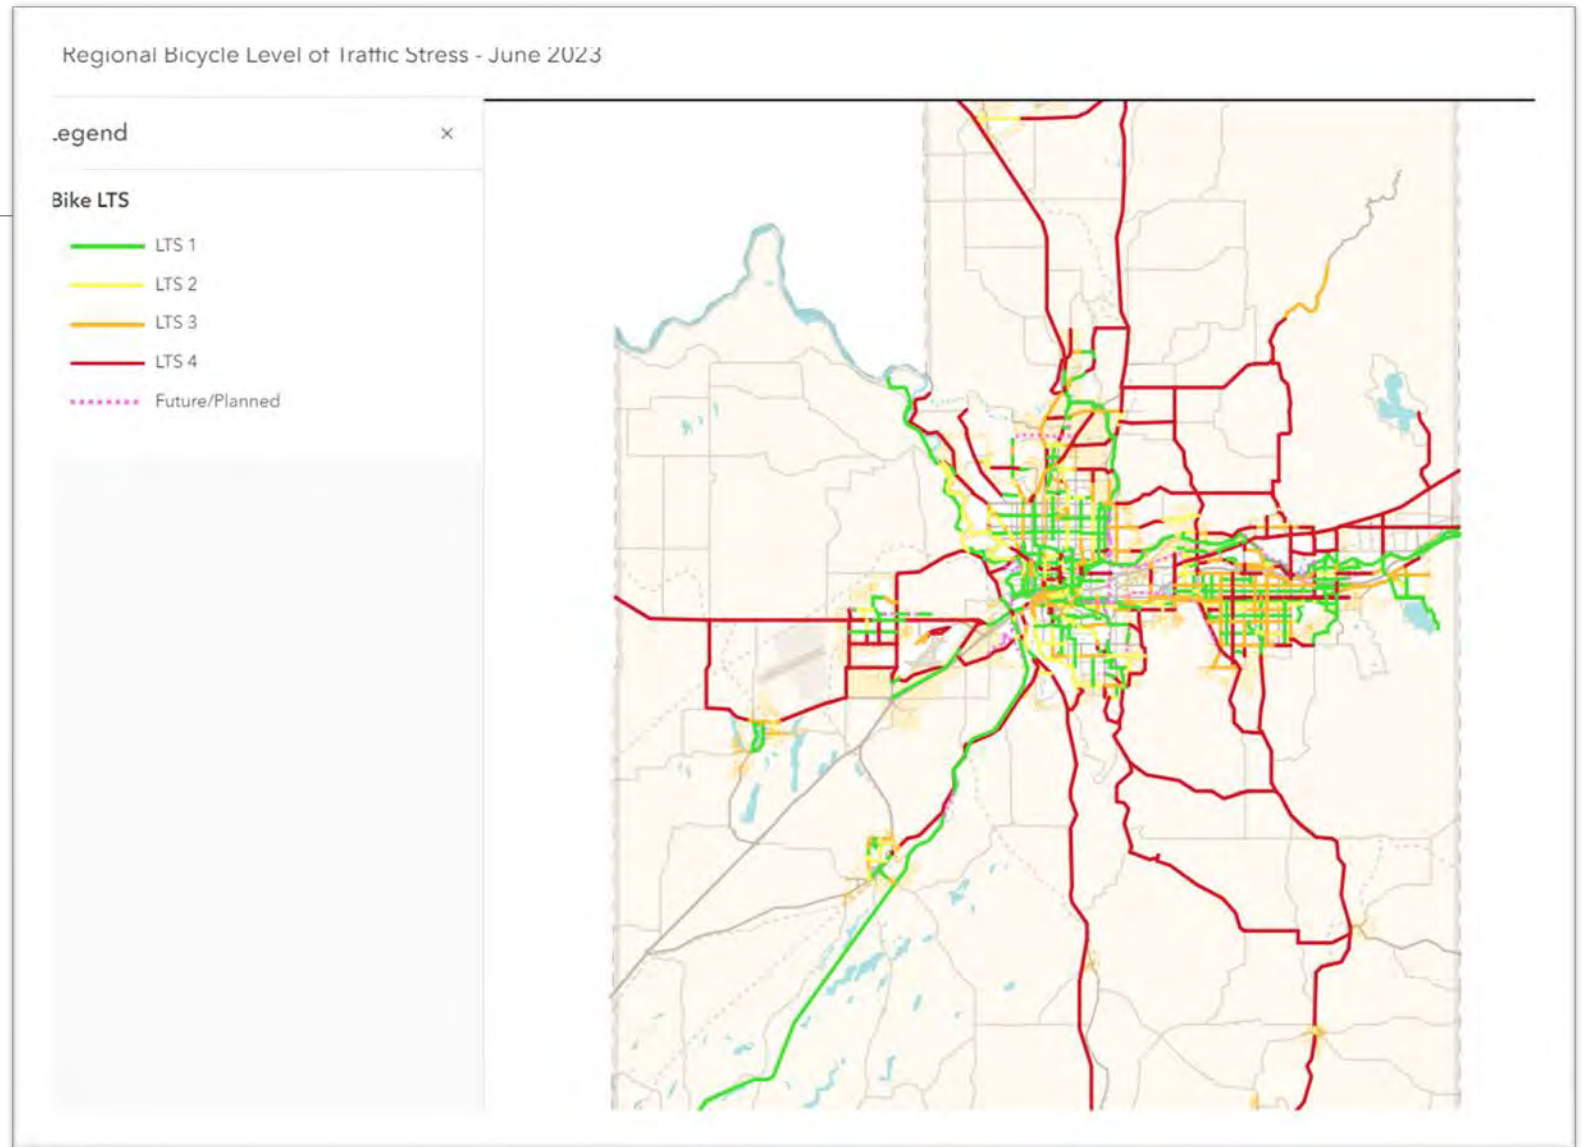 Regional Bicycle Level of Traffic Stress - June 2023
Legend
Bike LTS
LTS 1
LTS 2
LTS 3
LTS 4
Future/Planned